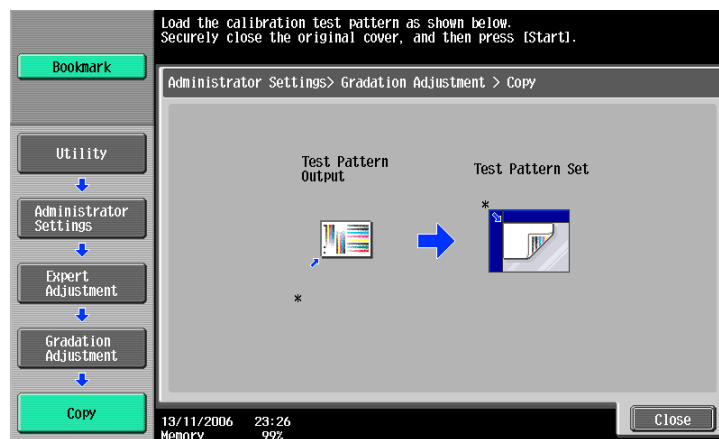 Load the calibration test pattern as shown below.
Securely close the original cover, and then press [Start].
Bookmark
Administrator Settings> Gradation Adjustment > Copy
Utility
Administrator
Settings
Expert
Adjustment
Gradation
Adjustment
Copy
Test Pattern
Output
*
Test Pattern Set
*
13/11/2006 23:26
Memory 99%
Close